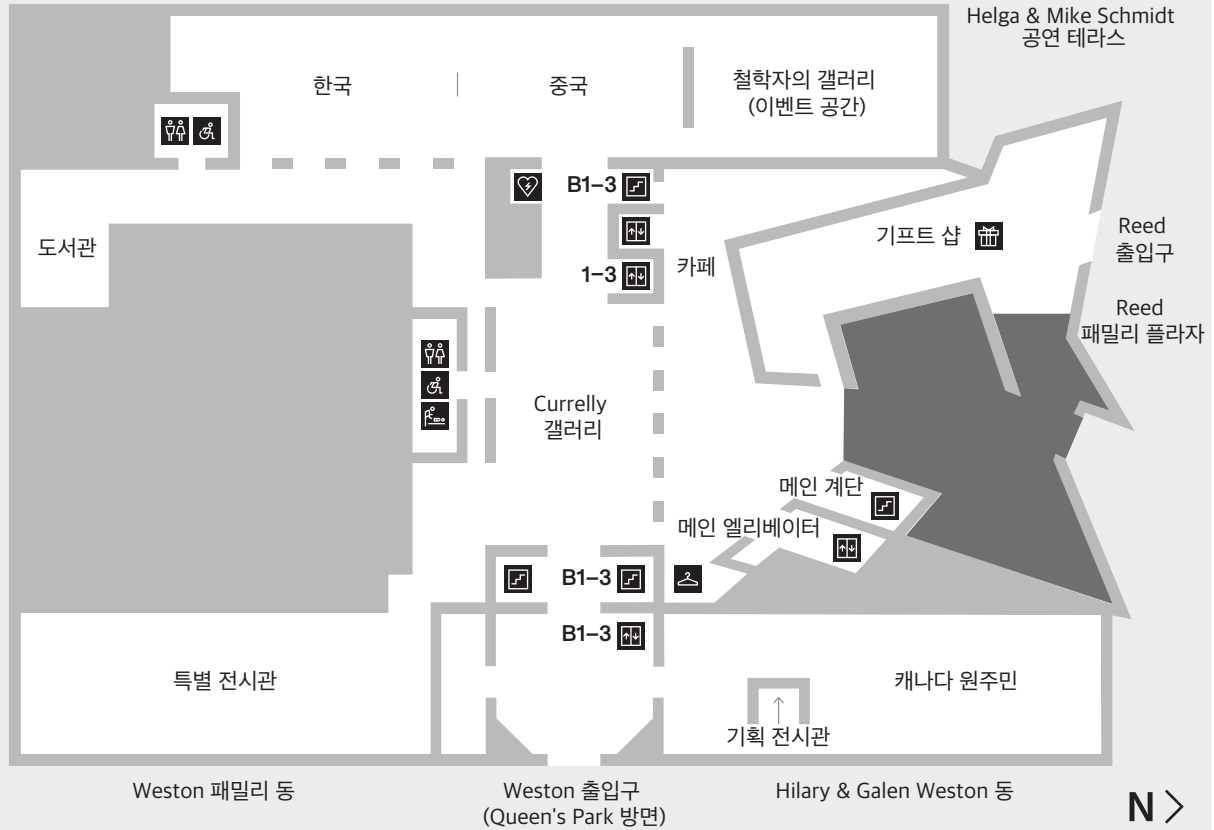 Helga & Mike Schmidt
공연 테라스
한국
중국
철학자의 갤러리
(이벤트 공간)
B1–3
도서관
1–3
카페
기프트 샵
Reed
출입구
Reed
패밀리 플라자
Currelly
갤러리
메인 계단
메인 엘리베이터
B1–3
B1–3
특별 전시관
캐나다 원주민
기획 전시관
Weston 패밀리 동
Weston 출입구
(Queen's Park 방면)
Hilary & Galen Weston 동
N